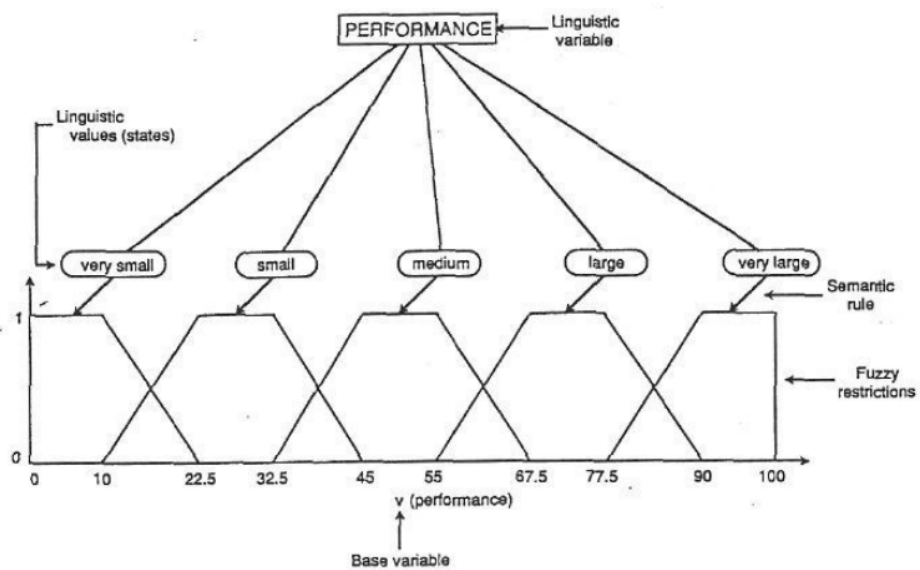 PERFORMANCE
Linguistic
variable
Linguistic
values (states)
very small
small
medium
large
very large
Semantic
rule
1
Fuzzy
restrictions
0
0 10 22.5 32.5 45 55 67.5 77.5 90 100
v (performance)
Base variable